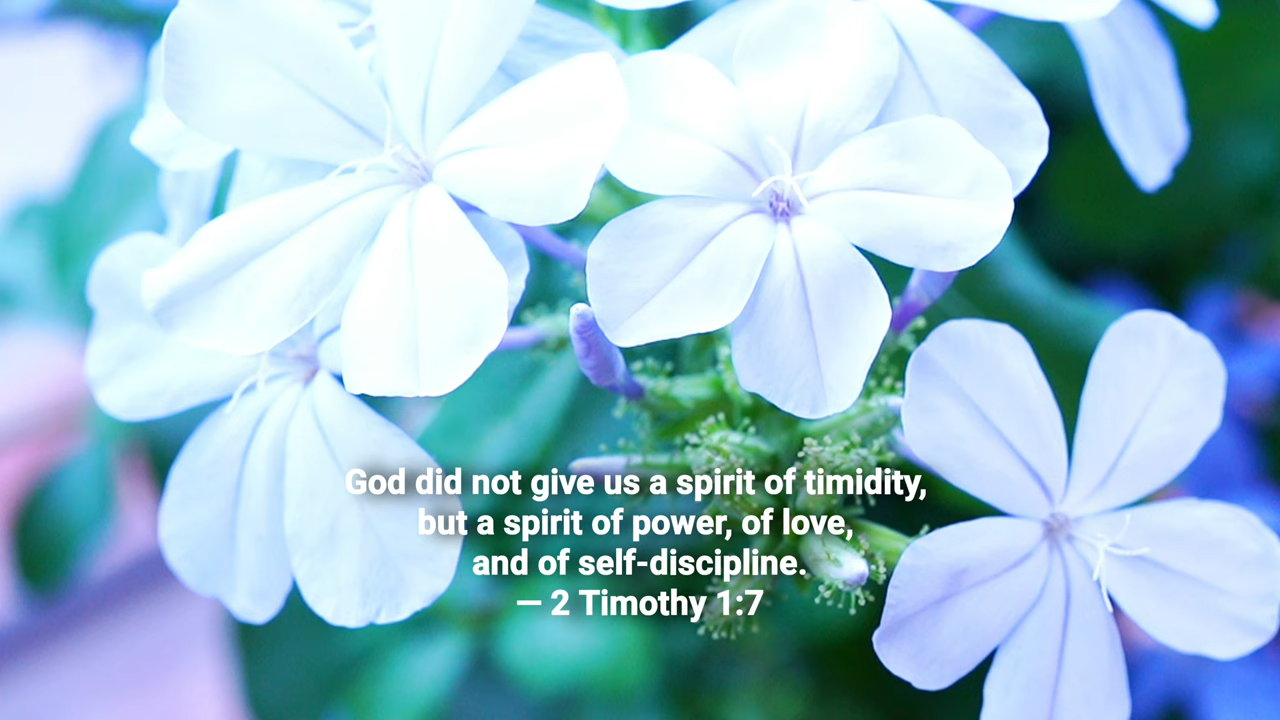 God did not give us a spirit of timidity,
but a spirit of power, of love,
and of self-discipline.
— 2 Timothy 1:7